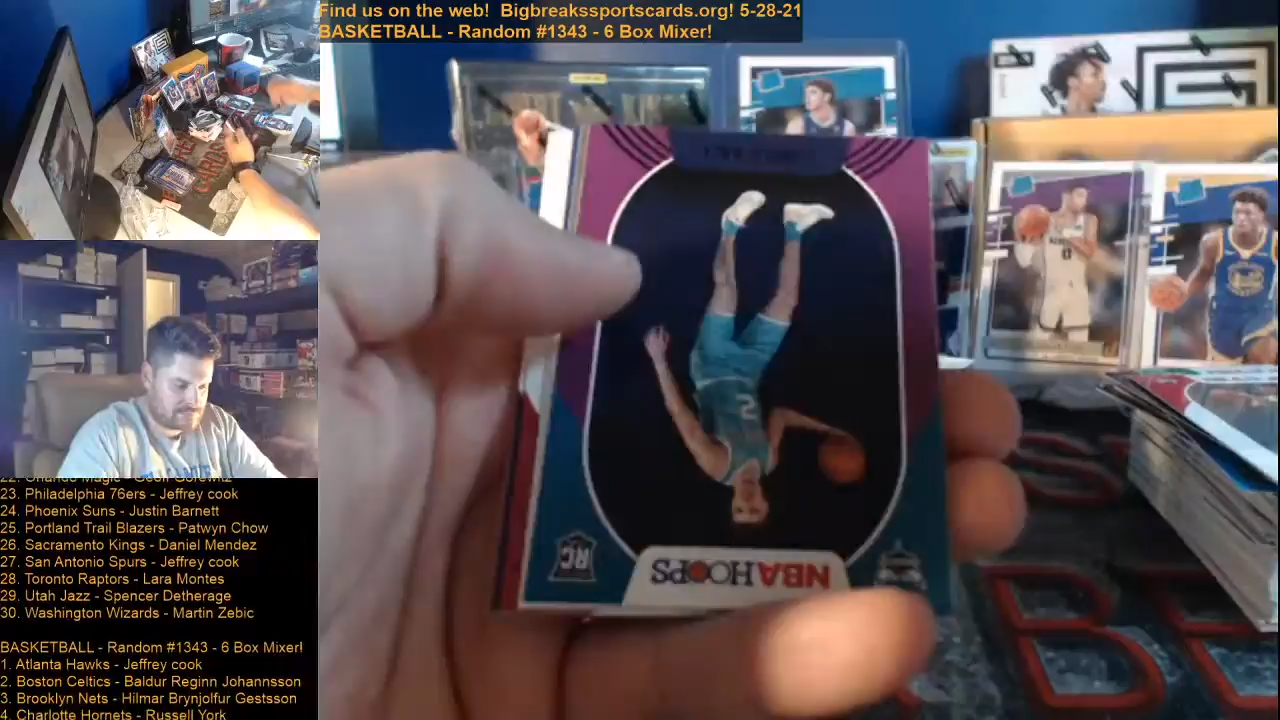 Find us on the web!  Bigbreakssportscards.org! 5-28-21
BASKETBALL - Random #1343 - 6 Box Mixer!
23. Philadelphia 76ers - Jeffrey cook
24. Phoenix Suns - Justin Barnett
25. Portland Trail Blazers - Patwyn Chow
26. Sacramento Kings - Daniel Mendez
27. San Antonio Spurs - Jeffrey cook
28. Toronto Raptors - Lara Montes
29. Utah Jazz - Spencer Detherage
30. Washington Wizards - Martin Zebic
BASKETBALL - Random #1343 - 6 Box Mixer!
1. Atlanta Hawks - Jeffrey cook
2. Boston Celtics - Baldur Reginn Johannsson
3. Brooklyn Nets - Hilmar Brynjolfur Gestsson
4. Charlotte Hornets - Russell York
NBA HOOPS
RC
2